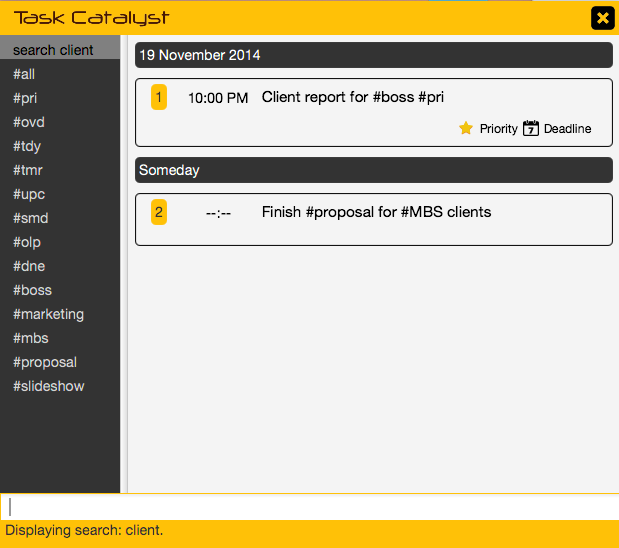 Task Catalyst
search client
#all
#pri
#ovd
#tdy
#tmr
#upc
#smd
#olp
#dne
#boss
#marketing
#mbs
#proposal
#slideshow
19 November 2014
1 10:00 PM Client report for #boss #pri
Priority 7 Deadline
Someday
2 --:-- Finish #proposal for #MBS clients
Displaying search: client.